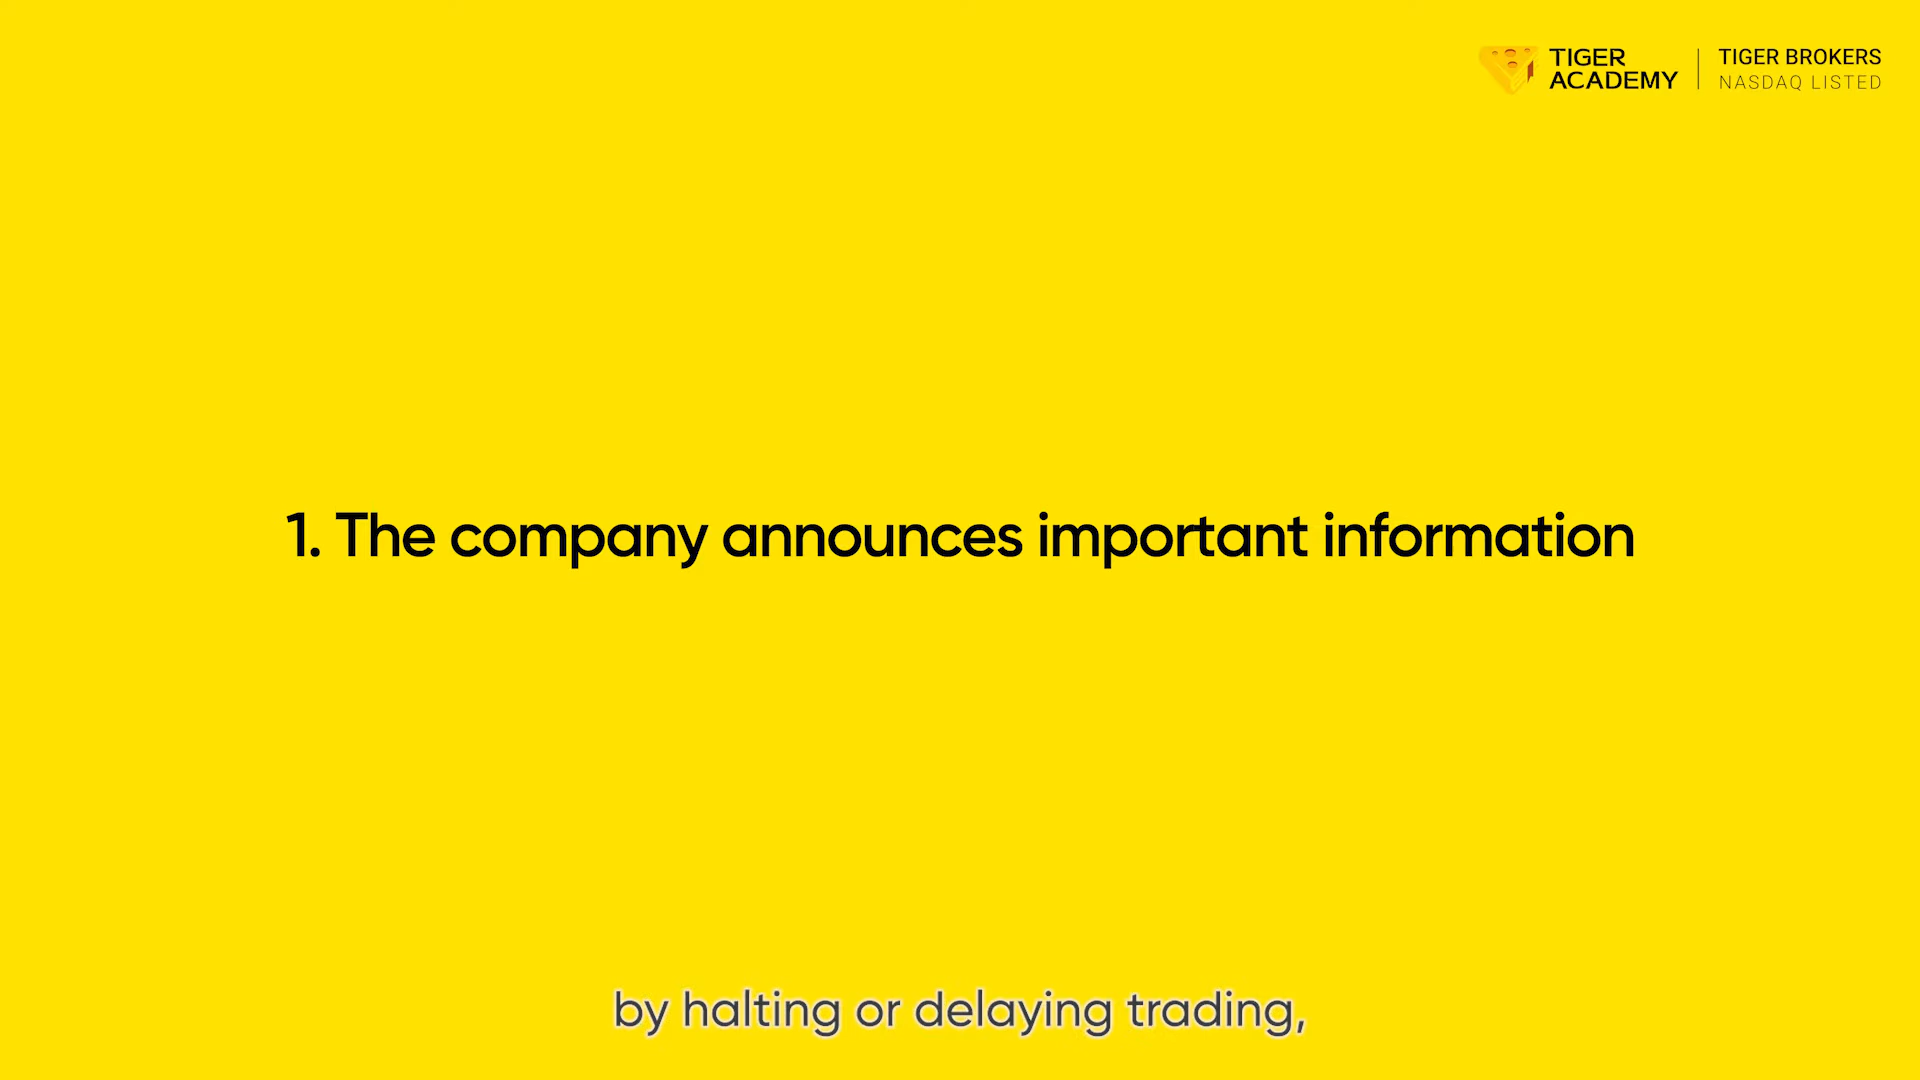 TIGER
ACADEMY
TIGER BROKERS
NASDAQ LISTED
1. The company announces important information
by halting or delaying trading,